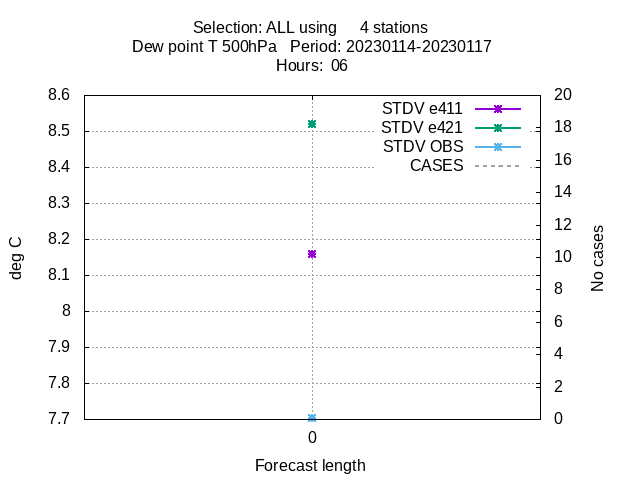 Selection: ALL using     4 stations
Dew point T 500hPa   Period: 20230114-20230117
Hours:  06
8.6
8.5
8.4
8.3
8.2
8.1
8
7.9
7.8
7.7
20
18
16
14
12
10
8
6
4
2
0
STDV e411
STDV e421
STDV OBS
CASES
deg C
No cases
0
Forecast length